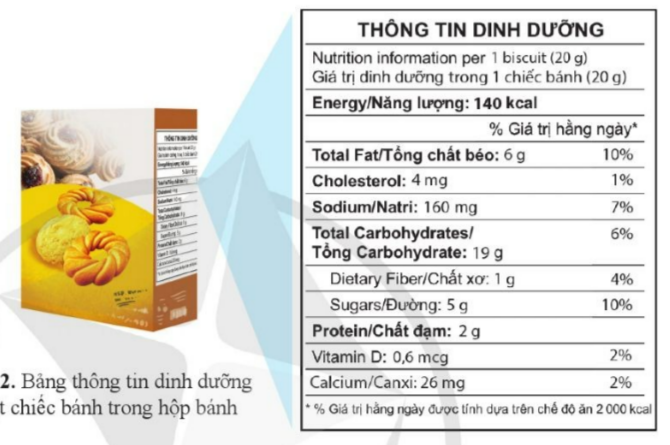 THÔNG TIN DINH DƯỠNG
Nutrition information per 1 biscuit (20 g)
Giá trị dinh dưỡng trong 1 chiếc bánh (20 g)
Energy/Năng lượng: 140 kcal
% Giá trị hằng ngày*
Total Fat/Tổng chất béo: 6 g 10%
Cholesterol: 4 mg 1%
Sodium/Natri: 160 mg 7%
Total Carbohydrates/ 6%
Tổng Carbohydrate: 19 g
Dietary Fiber/Chất xơ: 1 g 4%
Sugars/Đường: 5 g 10%
Protein/Chất đạm: 2 g
Vitamin D: 0,6 mcg 2%
Calcium/Canxi: 26 mg 2%
* % Giá trị hằng ngày được tính dựa trên chế độ ăn 2 000 kcal
THÔNG TIN DINH DƯỠNG
2. Bảng thông tin dinh dưỡng
t chiếc bánh trong hộp bánh